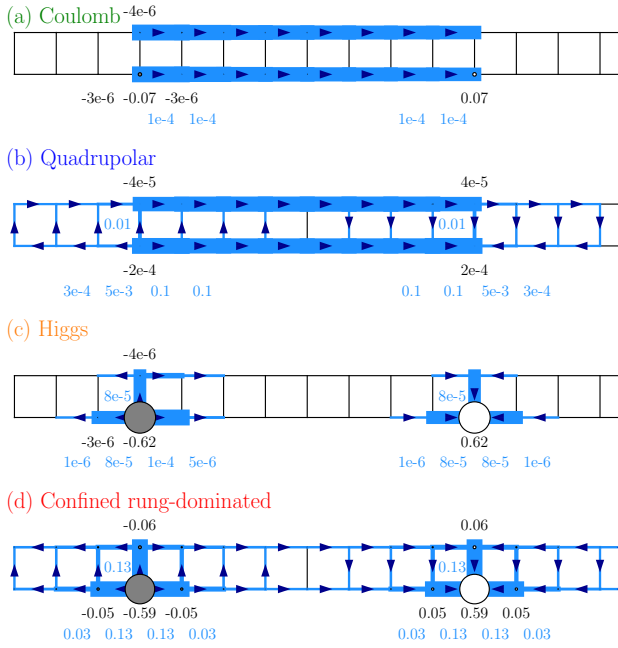 (a) Coulomb -4e-6
-3e-6 -0.07 -3e-6 0.07
1e-4 1e-4 1e-4 1e-4
(b) Quadrupolar
-4e-5 4e-5
0.01 0.01
-2e-4 2e-4
3e-4 5e-3 0.1 0.1 0.1 0.1 5e-3 3e-4
(c) Higgs
-4e-6
8e-5 8e-5
-3e-6 -0.62 0.62
1e-6 8e-5 1e-4 5e-6 1e-6 8e-5 8e-5 1e-6
(d) Confined rung-dominated
-0.06 0.06
0.13 0.13
-0.05 -0.59 -0.05 0.05 0.59 0.05
0.03 0.13 0.13 0.03 0.03 0.13 0.13 0.03